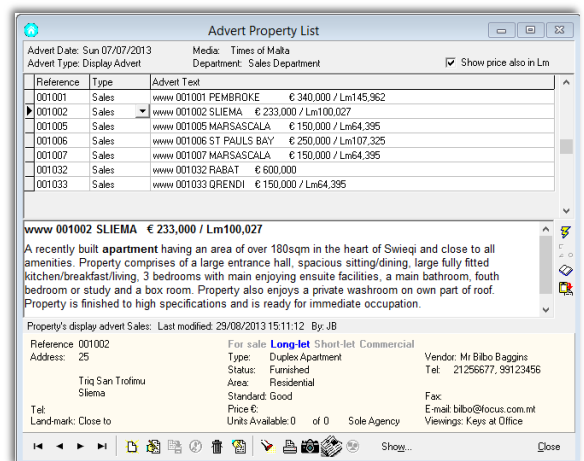 Advert Property List
Advert Date: Sun 07/07/2013 Media: Times of Malta
Advert Type: Display Advert Department: Sales Department Show price also in Lm
Reference Type Advert Text
001001 Sales www 001001 PEMBROKE € 340,000 / Lm145,962
001002 Sales www 001002 SLIEMA € 233,000 / Lm100,027
001005 Sales www 001005 MARSASCALA € 150,000 / Lm64,395
001006 Sales www 001006 ST PAULS BAY € 250,000 / Lm107,325
001007 Sales www 001007 MARSASCALA € 150,000 / Lm64,395
001032 Sales www 001032 RABAT € 600,000
001033 Sales www 001033 QRENDI € 150,000 / Lm64,395
www 001002 SLIEMA € 233,000 / Lm100,027
A recently built apartment having an area of over 180sqm in the heart of Swieqi and close to all
amenities. Property comprises of a large entrance hall, spacious sitting/dining, large fully fitted
kitchen/breakfast/living, 3 bedrooms with main enjoying ensuite facilities, a main bathroom, fouth
bedroom or study and a box room. Property also enjoys a private washroom on own part of roof.
Property is finished to high specifications and is ready for immediate occupation.
Property's display advert Sales: Last modified: 29/08/2013 15:11:12 By: JB
Reference 001002 For sale Long-let Short-let Commercial
Address: 25 Type: Duplex Apartment Vendor: Mr Bilbo Baggins
Status: Furnished Tel: 21256677, 99123456
Triq San Trofimu Area: Residential
Sliema Standard: Good Fax:
Tel: Price €: E-mail: bilbo@focus.com.mt
Land-mark: Close to Units Available: 0 of 0 Sole Agency Viewings: Keys at Office
Show... Close